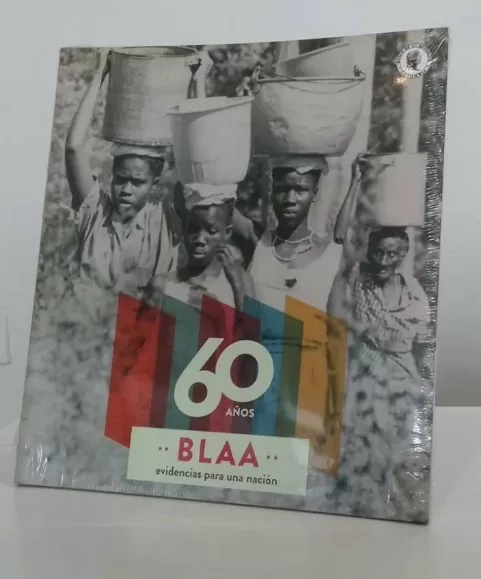 60
AÑOS
·· BLAA ··
evidencias para una nación